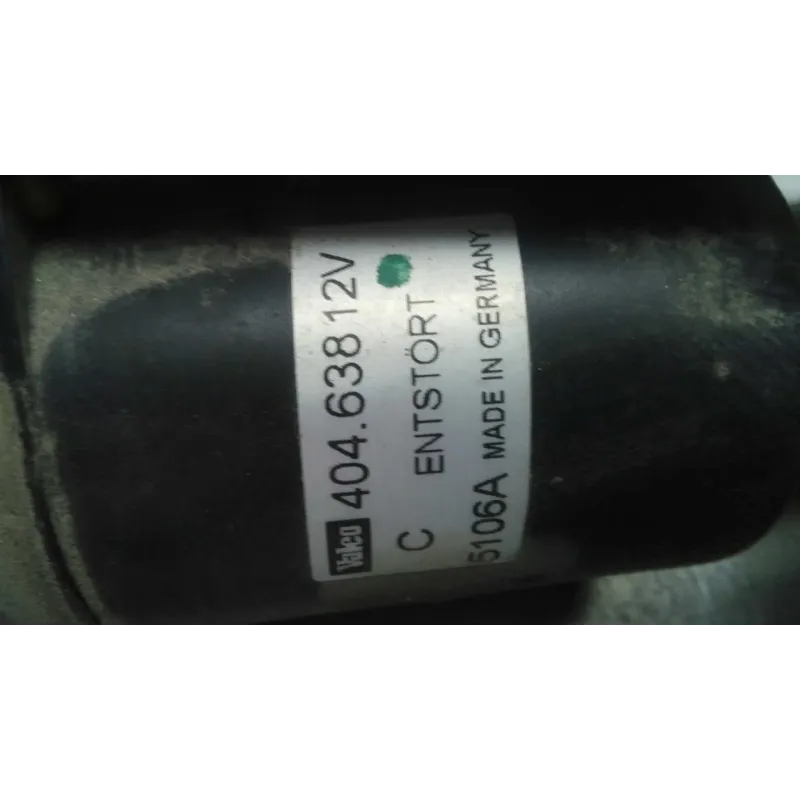 Valeo 404.638 12V
C ENTSTÖRT
5106A MADE IN GERMANY